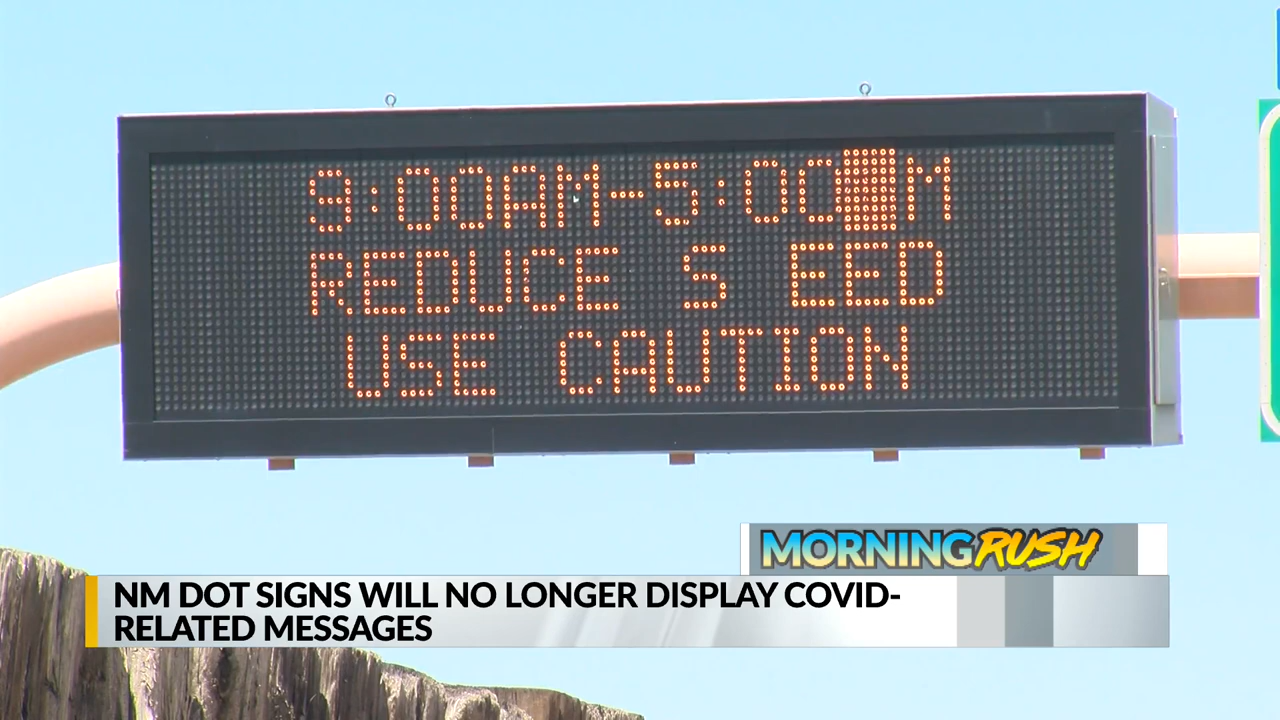 9:00AM-5:00█M
REDUCE S EED
USE CAUTION
MORNING RUSH
NM DOT SIGNS WILL NO LONGER DISPLAY COVID-
RELATED MESSAGES